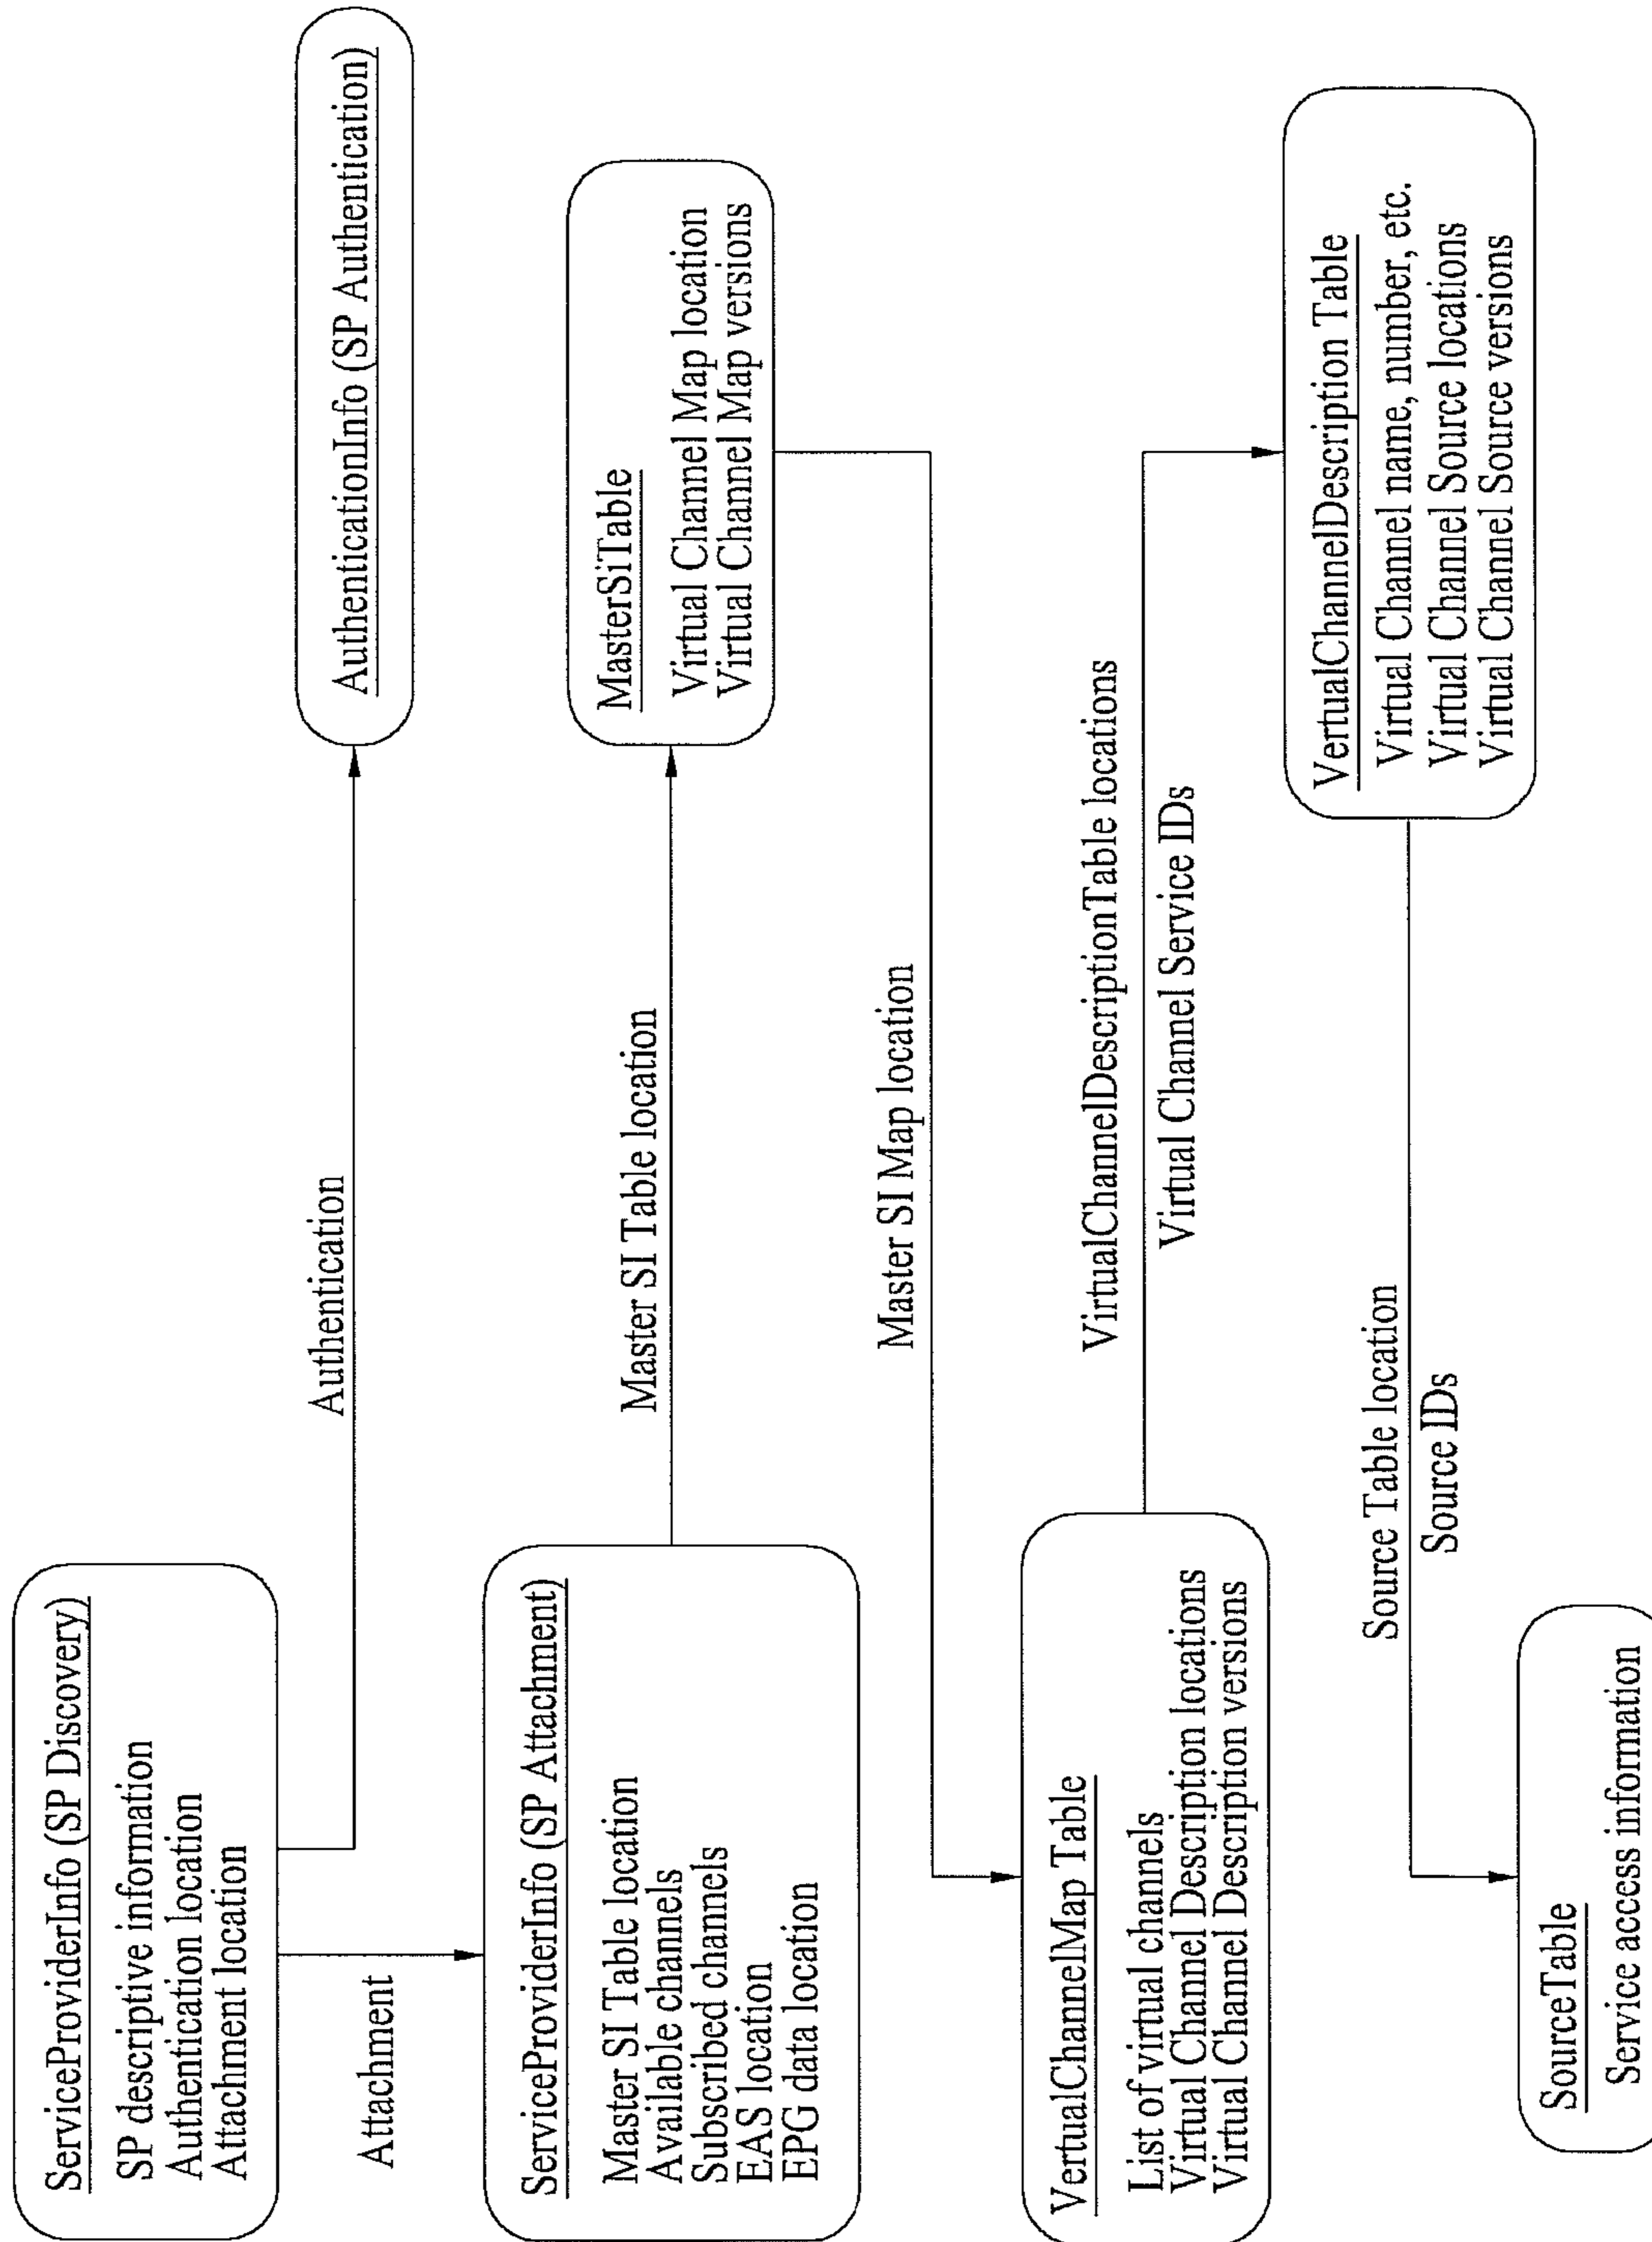 ServiceProviderInfo (SP Discovery)
SP descriptive information
Authentication location
Attachment location
Authentication
AuthenticationInfo (SP Authentication)
Attachment
ServiceProviderInfo (SP Attachment)
Master SI Table location
Available channels
Subscribed channels
EAS location
EPG data location
Master SI Table location
MasterSiTable
Virtual Channel Map location
Virtual Channel Map versions
Master SI Map location
VertualChannelMap Table
List of virtual channels
Virtual Channel Description locations
Virtual Channel Description versions
VirtualChannelDescriptionTable locations
Virtual Channel Service IDs
VertualChannelDescription Table
Virtual Channel name, number, etc.
Virtual Channel Source locations
Virtual Channel Source versions
Source Table location
Source IDs
SourceTable
Service access information